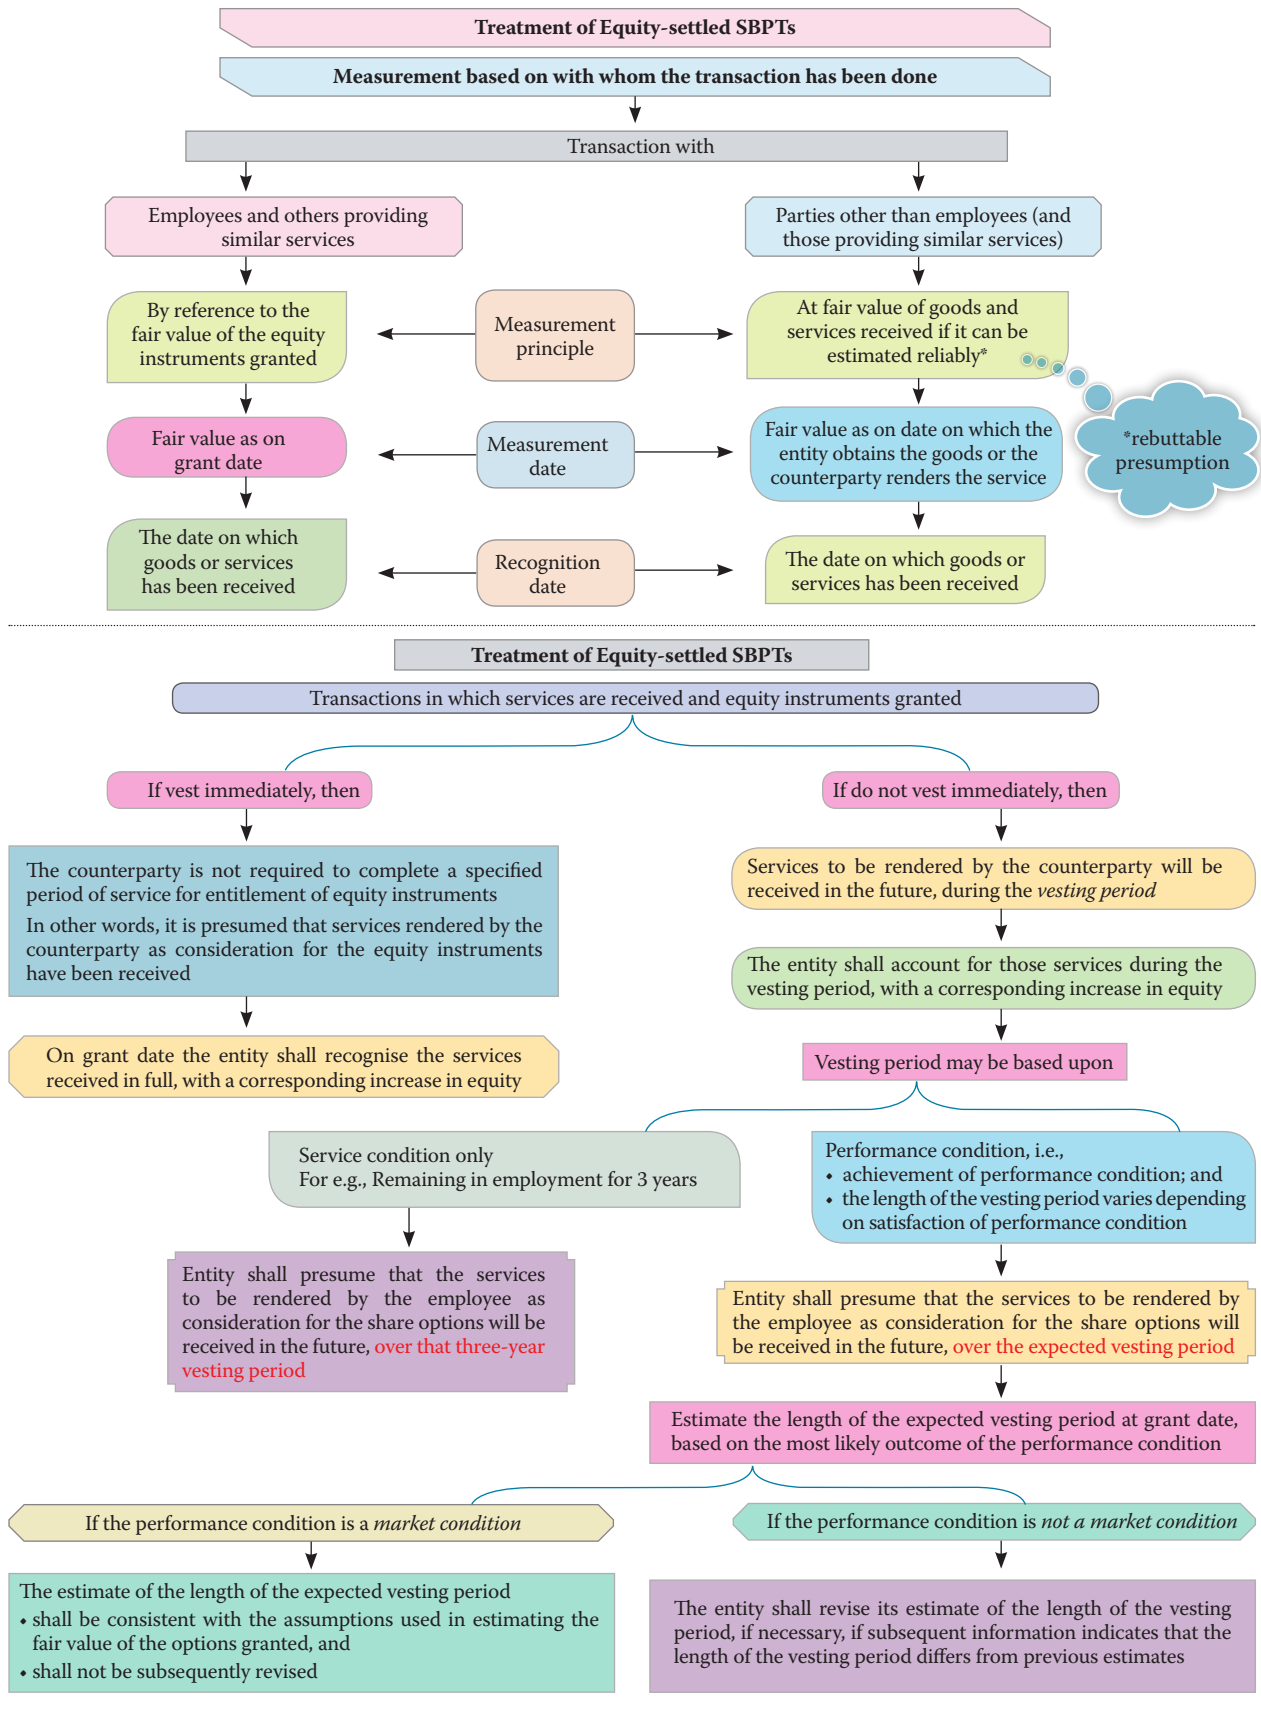 Treatment of Equity-settled SBPTs
Measurement based on with whom the transaction has been done
Transaction with
Employees and others providing
similar services
Parties other than employees (and
those providing similar services)
By reference to the
fair value of the equity
instruments granted
Measurement
principle
At fair value of goods and
services received if it can be
estimated reliably*
*rebuttable
presumption
Fair value as on
grant date
Measurement
date
Fair value as on date on which the
entity obtains the goods or the
counterparty renders the service
The date on which
goods or services
has been received
Recognition
date
The date on which goods or
services has been received
Treatment of Equity-settled SBPTs
Transactions in which services are received and equity instruments granted
If vest immediately, then
If do not vest immediately, then
The counterparty is not required to complete a specified
period of service for entitlement of equity instruments
In other words, it is presumed that services rendered by the
counterparty as consideration for the equity instruments
have been received
On grant date the entity shall recognise the services
received in full, with a corresponding increase in equity
Services to be rendered by the counterparty will be
received in the future, during the vesting period
The entity shall account for those services during the
vesting period, with a corresponding increase in equity
Vesting period may be based upon
Service condition only
For e.g., Remaining in employment for 3 years
Performance condition, i.e.,
• achievement of performance condition; and
• the length of the vesting period varies depending
on satisfaction of performance condition
Entity shall presume that the services
to be rendered by the employee as
consideration for the share options will be
received in the future, over that three-year
vesting period
Entity shall presume that the services to be rendered by
the employee as consideration for the share options will
be received in the future, over the expected vesting period
Estimate the length of the expected vesting period at grant date,
based on the most likely outcome of the performance condition
If the performance condition is a market condition
If the performance condition is not a market condition
The estimate of the length of the expected vesting period
• shall be consistent with the assumptions used in estimating the
fair value of the options granted, and
• shall not be subsequently revised
The entity shall revise its estimate of the length of the vesting
period, if necessary, if subsequent information indicates that the
length of the vesting period differs from previous estimates